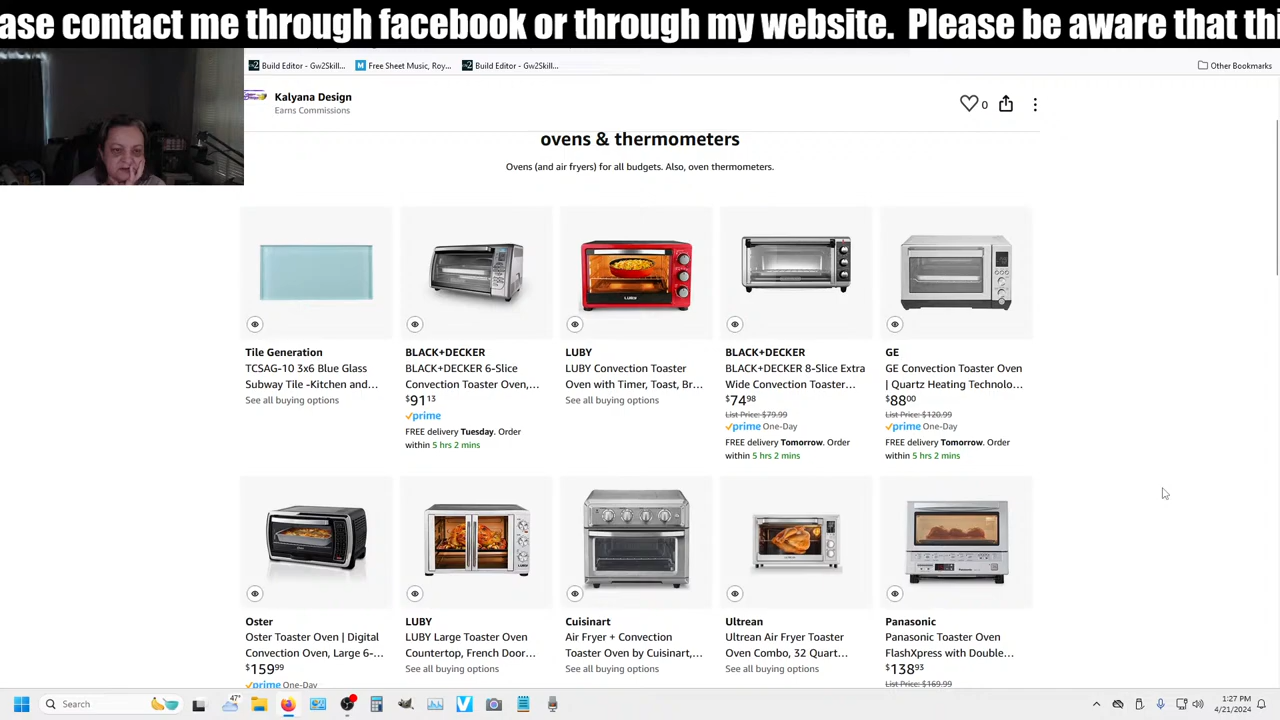 ase contact me through facebook or through my website.  Please be aware that thi
Build Editor - Gw2Skill...
Free Sheet Music, Roy...
Build Editor - Gw2Skill...
Other Bookmarks
Kalyana Design
Earns Commissions
0
ovens & thermometers
Ovens (and air fryers) for all budgets. Also, oven thermometers.
Tile Generation
TCSAG-10 3x6 Blue Glass
Subway Tile -Kitchen and...
See all buying options
BLACK+DECKER
BLACK+DECKER 6-Slice
Convection Toaster Oven,...
$91.13
prime
FREE delivery Tuesday. Order
within 5 hrs 2 mins
LUBY
LUBY Convection Toaster
Oven with Timer, Toast, Br...
See all buying options
BLACK+DECKER
BLACK+DECKER 8-Slice Extra
Wide Convection Toaster...
$74.98
List Price: $79.99
prime One-Day
FREE delivery Tomorrow. Order
within 5 hrs 2 mins
GE
GE Convection Toaster Oven
| Quartz Heating Technolo...
$88.00
List Price: $120.99
prime One-Day
FREE delivery Tomorrow. Order
within 5 hrs 2 mins
Oster
Oster Toaster Oven | Digital
Convection Oven, Large 6-...
$159.99
prime One-Day
LUBY
LUBY Large Toaster Oven
Countertop, French Door...
See all buying options
Cuisinart
Air Fryer + Convection
Toaster Oven by Cuisinart,...
See all buying options
Ultrean
Ultrean Air Fryer Toaster
Oven Combo, 32 Quart...
See all buying options
Panasonic
Panasonic Toaster Oven
FlashXpress with Double...
$138.93
List Price: $169.99
Search
47°
1:27 PM
4/21/2024